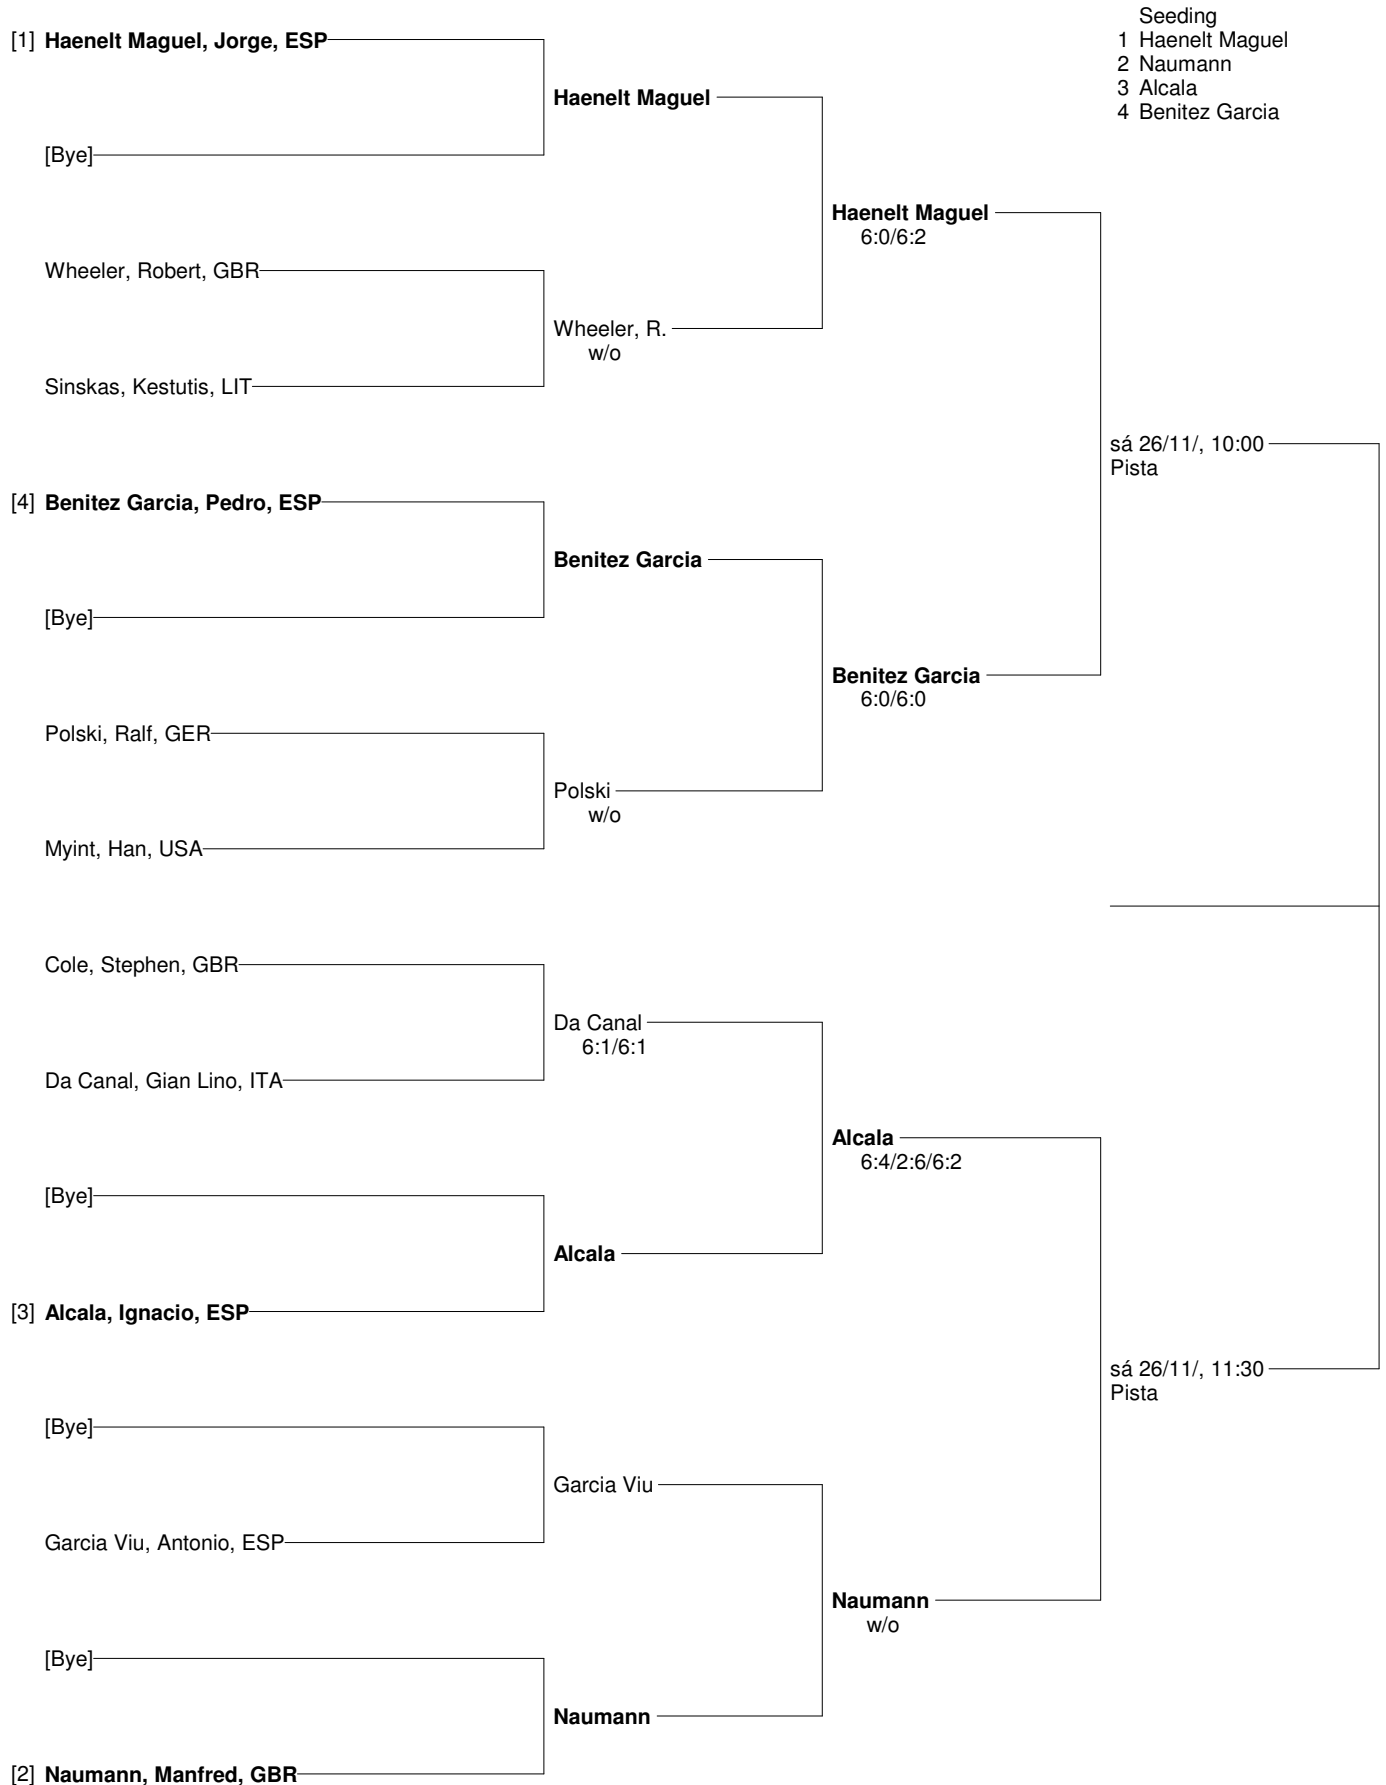 Seeding
1 Haenelt Maguel
2 Naumann
3 Alcala
4 Benitez Garcia
[1] Haenelt Maguel, Jorge, ESP
Haenelt Maguel
[Bye]
Haenelt Maguel
6:0/6:2
Wheeler, Robert, GBR
Wheeler, R.
w/o
Sinskas, Kestutis, LIT
sá 26/11/, 10:00
Pista
[4] Benitez Garcia, Pedro, ESP
Benitez Garcia
[Bye]
Benitez Garcia
6:0/6:0
Polski, Ralf, GER
Polski
w/o
Myint, Han, USA
Cole, Stephen, GBR
Da Canal
6:1/6:1
Da Canal, Gian Lino, ITA
Alcala
6:4/2:6/6:2
[Bye]
Alcala
[3] Alcala, Ignacio, ESP
sá 26/11/, 11:30
Pista
[Bye]
Garcia Viu
Garcia Viu, Antonio, ESP
Naumann
w/o
[Bye]
Naumann
[2] Naumann, Manfred, GBR